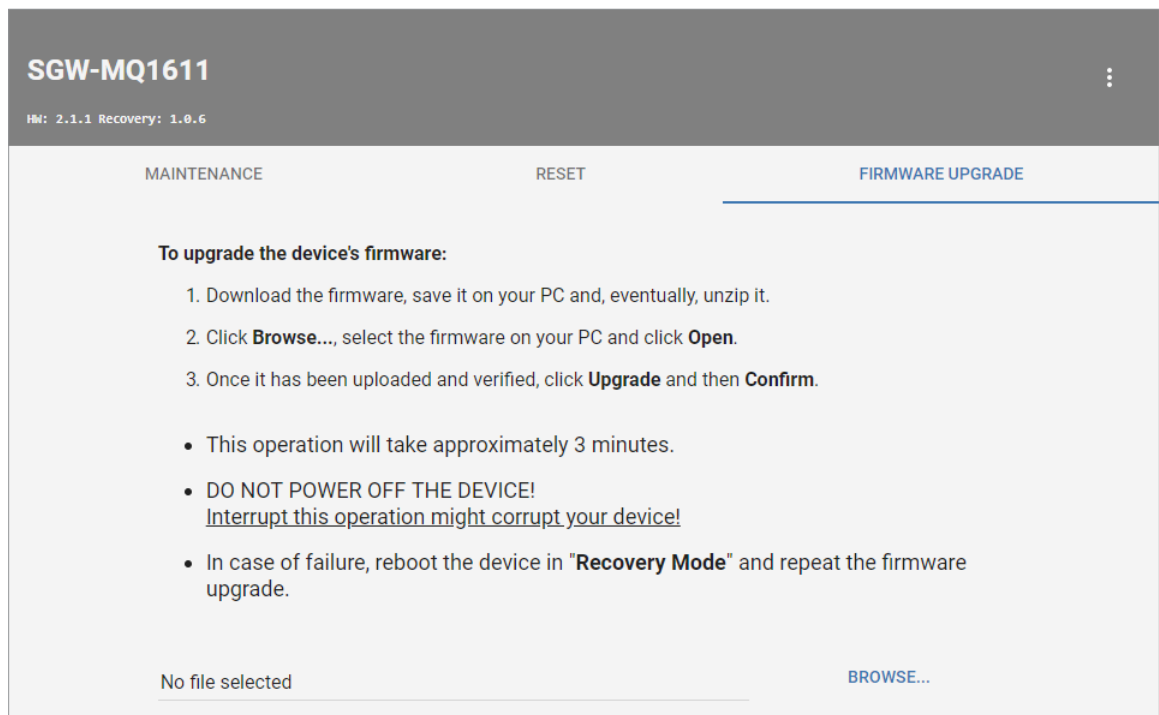 SGW-MQ1611
HW: 2.1.1 Recovery: 1.0.6
MAINTENANCE RESET FIRMWARE UPGRADE
To upgrade the device's firmware:
1. Download the firmware, save it on your PC and, eventually, unzip it.
2. Click Browse..., select the firmware on your PC and click Open.
3. Once it has been uploaded and verified, click Upgrade and then Confirm.
• This operation will take approximately 3 minutes.
• DO NOT POWER OFF THE DEVICE!
Interrupt this operation might corrupt your device!
• In case of failure, reboot the device in "Recovery Mode" and repeat the firmware
upgrade.
No file selected BROWSE...